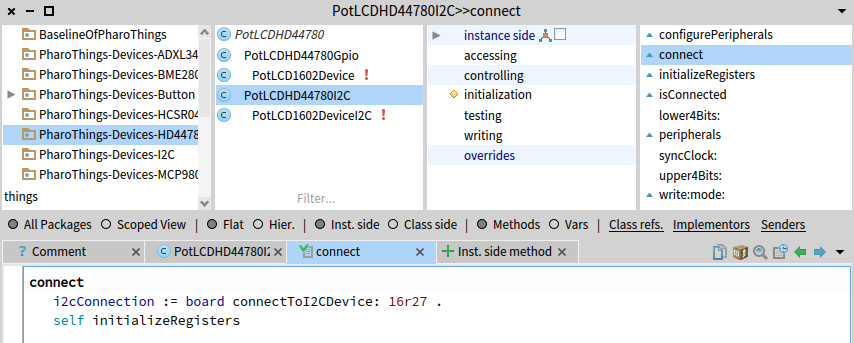 PotLCDHD44780I2C>>connect
BaselineOfPharoThings
PharoThings-Devices-ADXL34
PharoThings-Devices-BME280
PharoThings-Devices-Button
PharoThings-Devices-HCSR04
PharoThings-Devices-HD4478
PharoThings-Devices-I2C
PharoThings-Devices-MCP980
things
PotLCDHD44780
PotLCDHD44780Gpio
PotLCD1602Device !
PotLCDHD44780I2C
PotLCD1602DeviceI2C !
Filter...
instance side
accessing
controlling
initialization
testing
writing
overrides
configurePeripherals
connect
initializeRegisters
isConnected
lower4Bits:
peripherals
syncClock:
upper4Bits:
write:mode:
All Packages Scoped View | Flat Hier. | Inst. side Class side | Methods Vars | Class refs. Implementors Senders
? Comment PotLCDHD44780I2 connect Inst. side method
connect
i2cConnection := board connectToI2CDevice: 16r27 .
self initializeRegisters